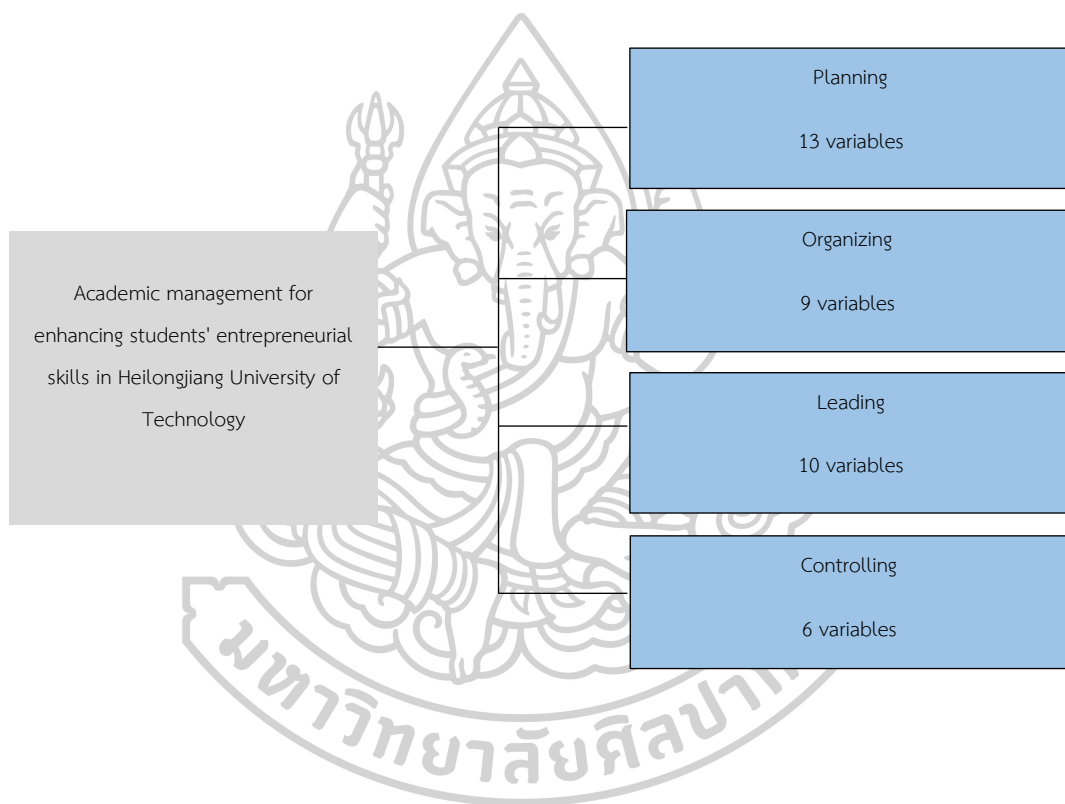 Academic management for
enhancing students' entrepreneurial
skills in Heilongjiang University of
Technology
Planning
13 variables
Organizing
9 variables
Leading
10 variables
Controlling
6 variables
มหาวิทยาลัยศิลปาก